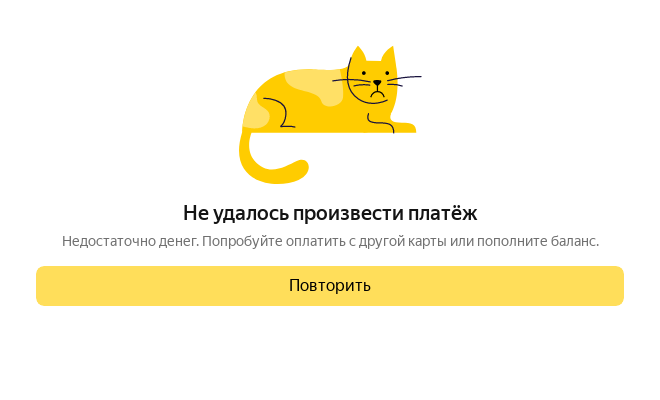 Не удалось произвести платёж
Недостаточно денег. Попробуйте оплатить с другой карты или пополните баланс.
Повторить